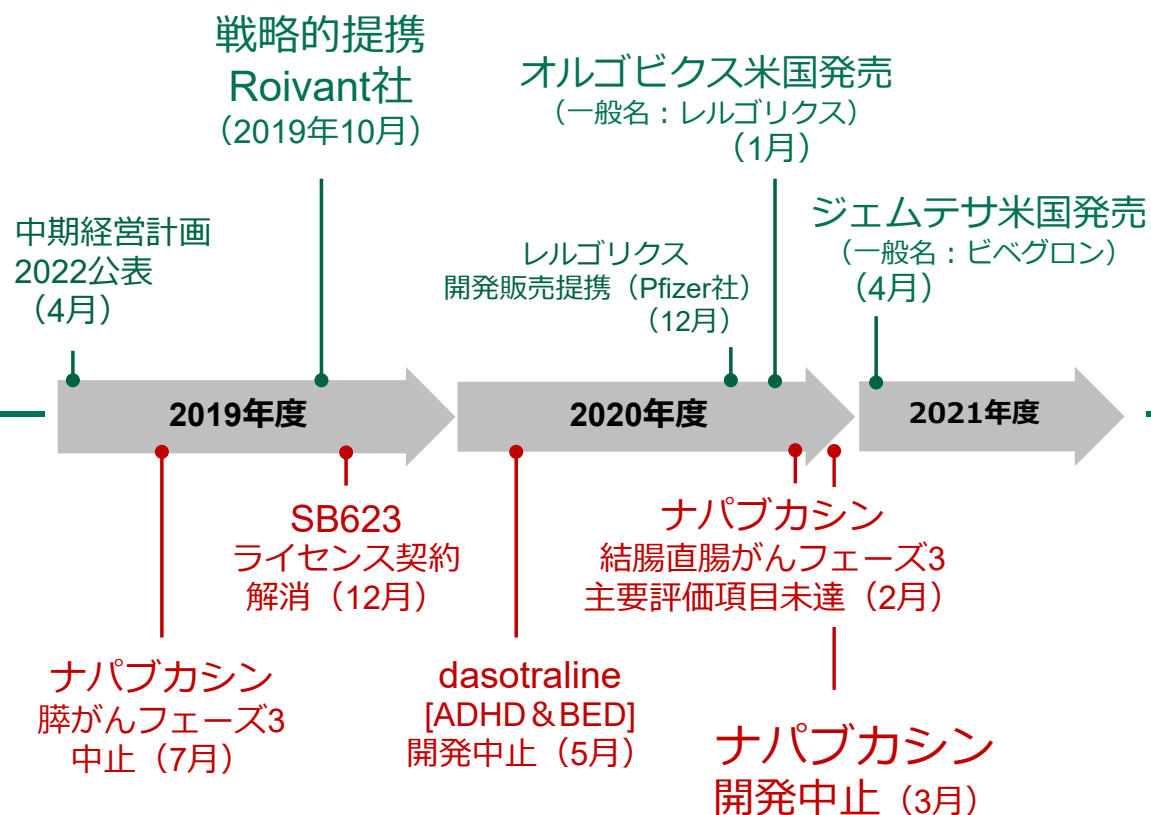 戦略的提携
Roivant社
（2019年10月）
オルゴビクス米国発売
（一般名：レルゴリクス）
（1月）
中期経営計画
2022公表
（4月）
レルゴリクス
開発販売提携（Pfizer社）
（12月）
ジェムテサ米国発売
（一般名：ビベグロン）
（4月）
2019年度
2020年度
2021年度
SB623
ライセンス契約
解消（12月）
ナパブカシン
結腸直腸がんフェーズ3
主要評価項目未達（2月）
ナパブカシン
膵がんフェーズ3
中止（7月）
dasotraline
[ADHD＆BED]
開発中止（5月）
ナパブカシン
開発中止（3月）